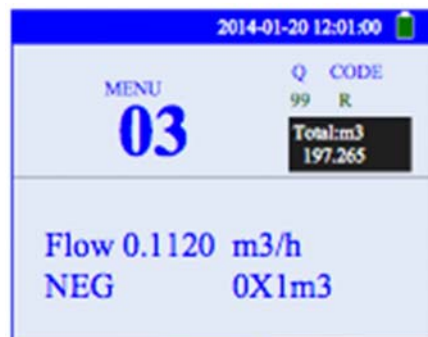 2014-01-20 12:01:00
MENU
03
Q CODE
99 R
Total:m3
197.265
Flow 0.1120 m3/h
NEG 0X1m3